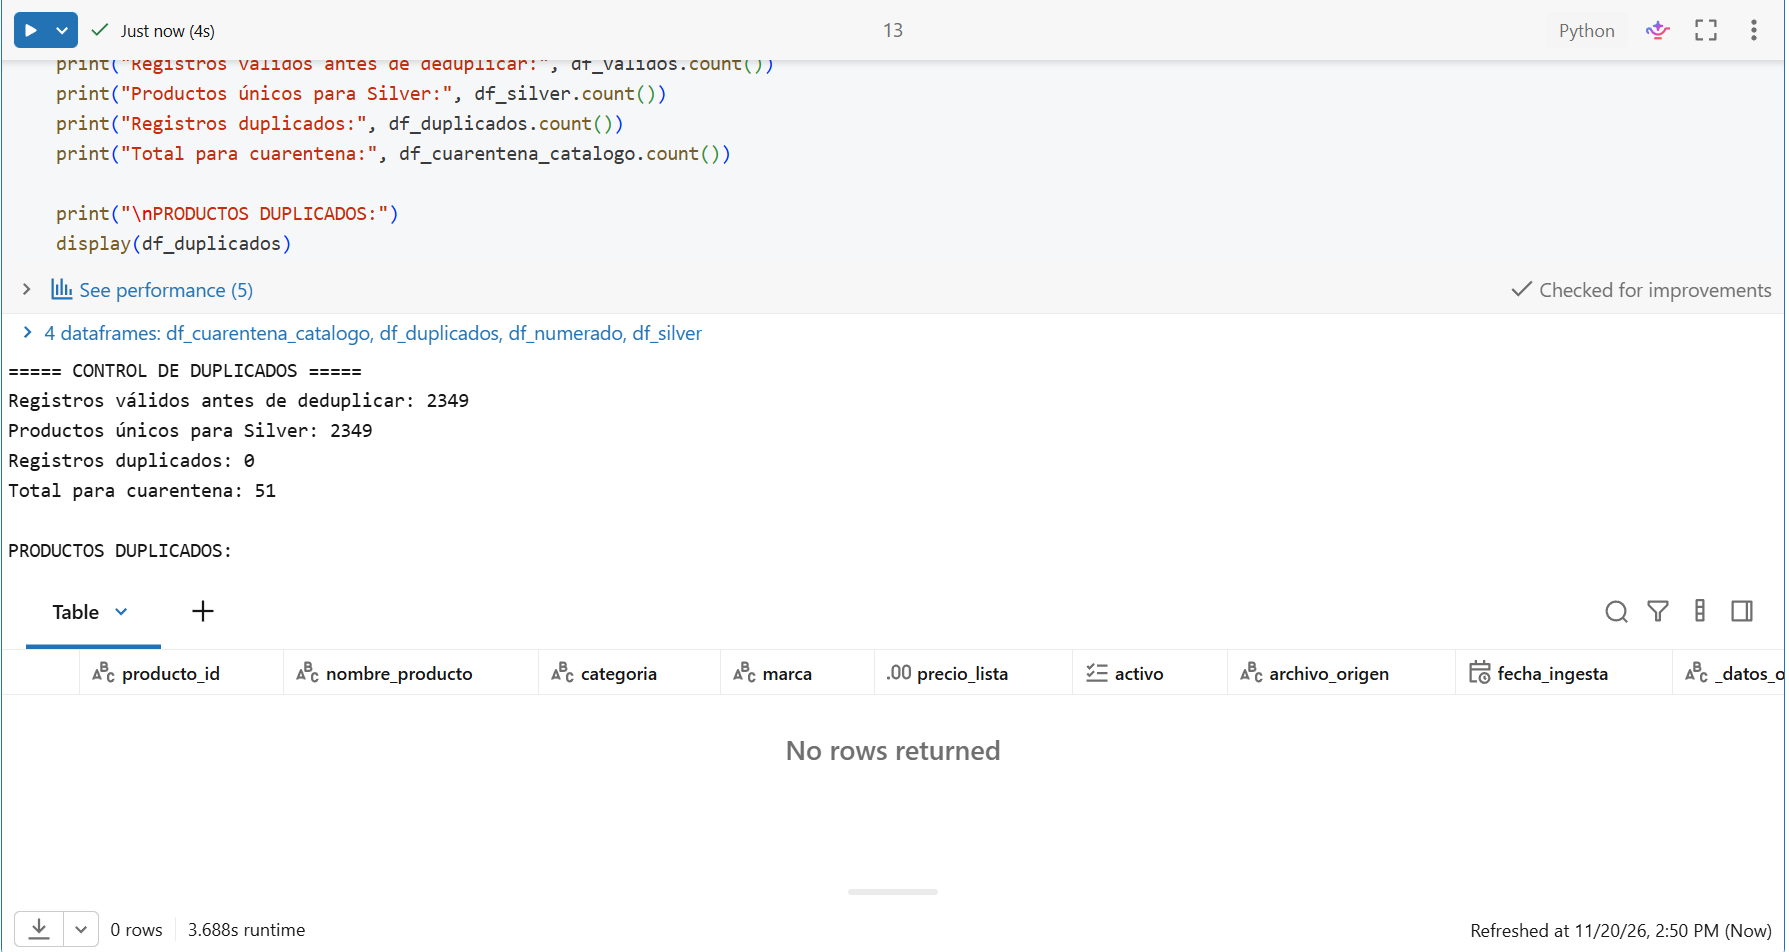 Just now (4s)
13
Python
print("Registros válidos antes de deduplicar:", df_validos.count())
print("Productos únicos para Silver:", df_silver.count())
print("Registros duplicados:", df_duplicados.count())
print("Total para cuarentena:", df_cuarentena_catalogo.count())
print("\nPRODUCTOS DUPLICADOS:")
display(df_duplicados)
See performance (5)
Checked for improvements
4 dataframes: df_cuarentena_catalogo, df_duplicados, df_numerado, df_silver
===== CONTROL DE DUPLICADOS =====
Registros válidos antes de deduplicar: 2349
Productos únicos para Silver: 2349
Registros duplicados: 0
Total para cuarentena: 51
PRODUCTOS DUPLICADOS:
Table
producto_id nombre_producto categoria marca .00 precio_lista activo archivo_origen fecha_ingesta _datos_o
No rows returned
0 rows 3.688s runtime
Refreshed at 11/20/26, 2:50 PM (Now)